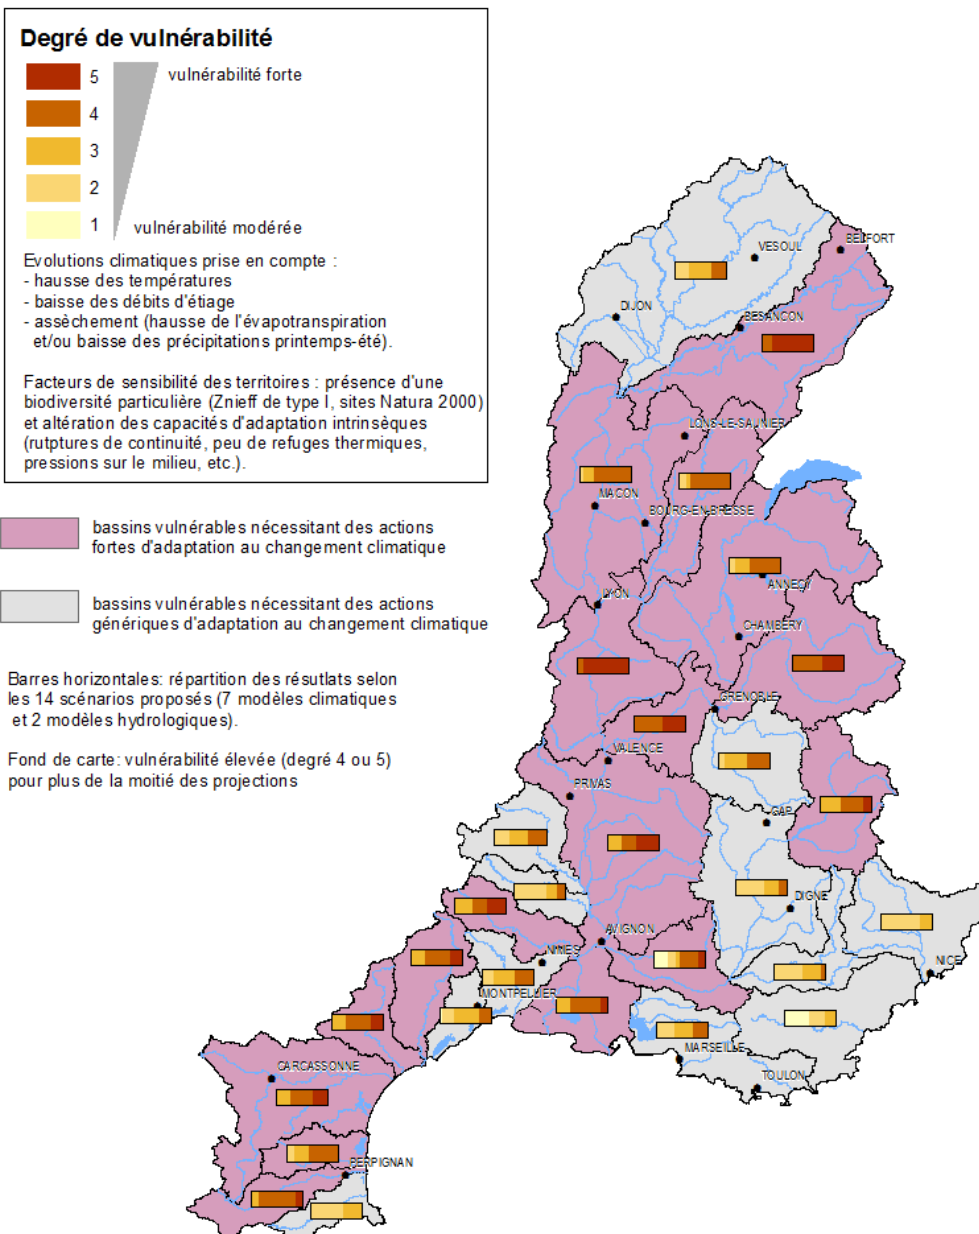 Degré de vulnérabilité
5
vulnérabilité forte
4
3
2
1
vulnérabilité modérée
Evolutions climatiques prise en compte :
- hausse des températures
- baisse des débits d'étiage
- assèchement (hausse de l'évapotranspiration
et/ou baisse des précipitations printemps-été).
Facteurs de sensibilité des territoires : présence d'une
biodiversité particulière (Znieff de type I, sites Natura 2000)
et altération des capacités d'adaptation intrinsèques
(rutptures de continuité, peu de refuges thermiques,
pressions sur le milieu, etc.).
bassins vulnérables nécessitant des actions
fortes d'adaptation au changement climatique
bassins vulnérables nécessitant des actions
génériques d'adaptation au changement climatique
Barres horizontales: répartition des résutlats selon
les 14 scénarios proposés (7 modèles climatiques
et 2 modèles hydrologiques).
Fond de carte: vulnérabilité élevée (degré 4 ou 5)
pour plus de la moitié des projections
BELFORT
VESOUL
DIJON
BESANCON
LONS-LE-SAUNIER
MACON
BOURG-EN-BRESSE
ANNECY
LYON
CHAMBERY
GRENOBLE
VALENCE
PRIVAS
GAP
DIGNE
AVIGNON
NIMES
NICE
MONTPELLIER
MARSEILLE
TOULON
CARCASSONNE
PERPIGNAN